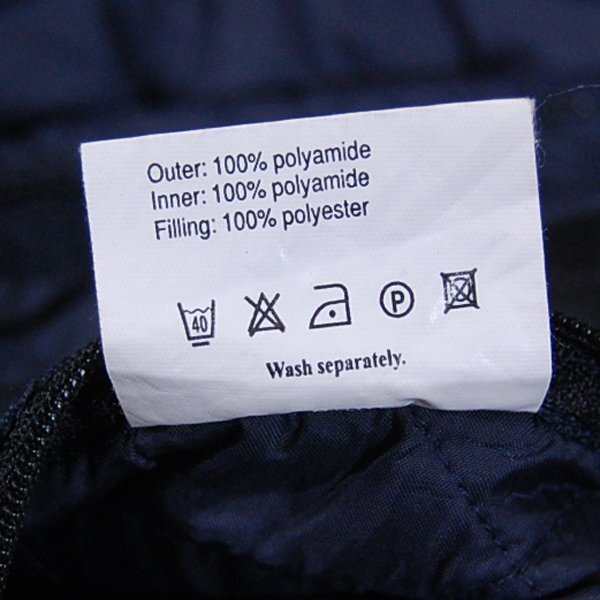 Outer: 100% polyamide
Inner: 100% polyamide
Filling: 100% polyester
40 P
Wash separately.